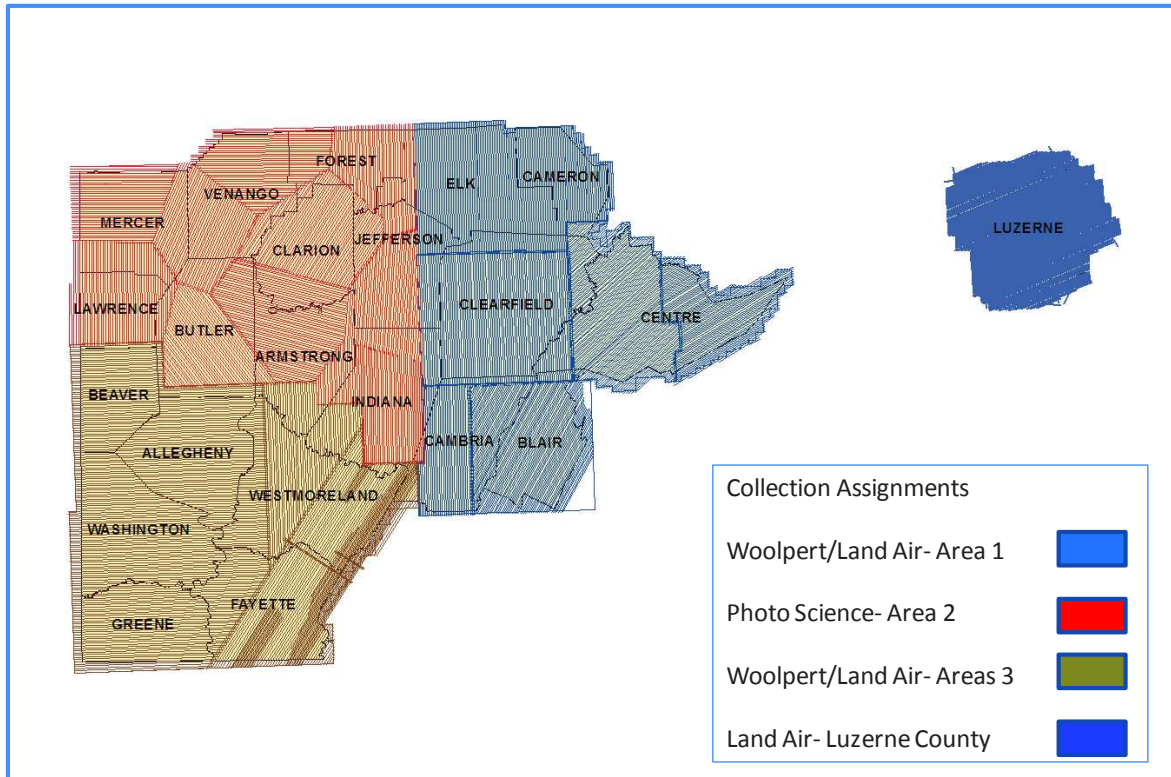 FOREST
ELK
CAMERON
VENANGO
MERCER
LUZERNE
JEFFERSON
CLARION
CLEARFIELD
LAWRENCE
CENTRE
BUTLER
ARMSTRONG
BEAVER
INDIANA
CAMBRIA
BLAIR
ALLEGHENY
WESTMORELAND
WASHINGTON
FAYETTE
GREENE
Collection Assignments
Woolpert/Land Air- Area 1
Photo Science- Area 2
Woolpert/Land Air- Areas 3
Land Air- Luzerne County